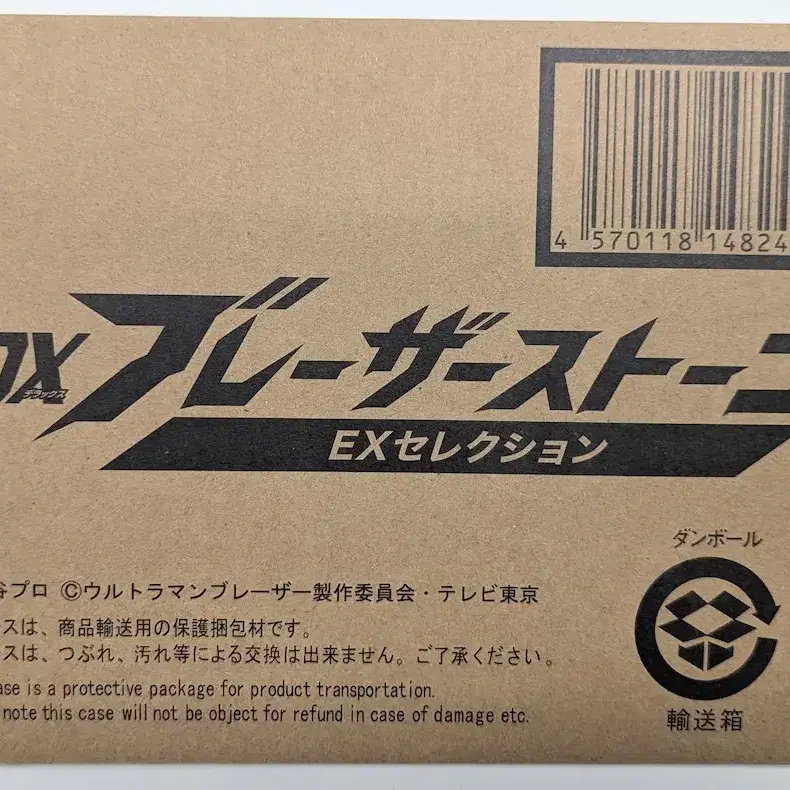 4 570118 14824
DX
デラックス
ブレーザーストーン
EXセレクション
ダンボール
谷プロ ©ウルトラマンブレーザー製作委員会・テレビ東京
スは、商品輸送用の保護梱包材です。
スは、つぶれ、汚れ等による交換は出来ません。ご了承ください。
ase is a protective package for product transportation.
note this case will not be object for refund in case of damage etc.
輸送箱